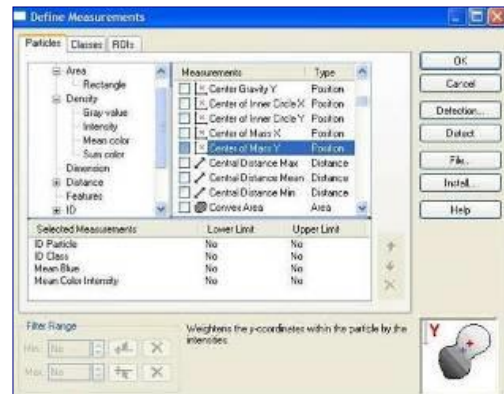 Define Measurements
Particles Classes ROIs
Area
Rectangle
Density
Gray value
Intensity
Mean color
Sum color
Dimension
Distance
Features
ID
Measurements Type
Center Gravity Y Position
Center of Inner Circle X Position
Center of Inner Circle Y Position
Center of Mass X Position
Center of Mass Y Position
Central Distance Max Distance
Central Distance Mean Distance
Central Distance Min Distance
Convex Area Area
OK
Cancel
Detection...
Detect
File...
Install...
Help
Selected Measurements Lower Limit Upper Limit
ID Particle No No
ID Class No No
Mean Blue No No
Mean Color Intensity No No
Filter Range
Min: No
Max: No
Weightens the y-coordinates within the particle by the
intensities
Y